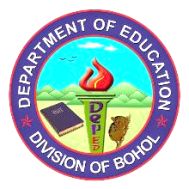 DEPARTMENT OF EDUCATION
DepED
DIVISION OF BOHOL